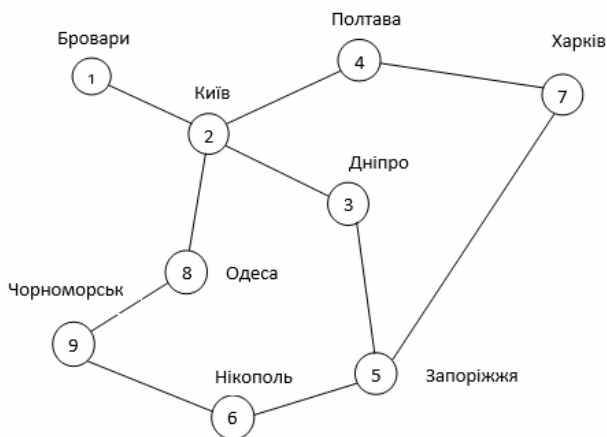 Полтава
Харків
Бровари
4
1
7
Київ
2
Дніпро
3
8
Одеса
Чорноморськ
9
Нікополь
5
Запоріжжя
6